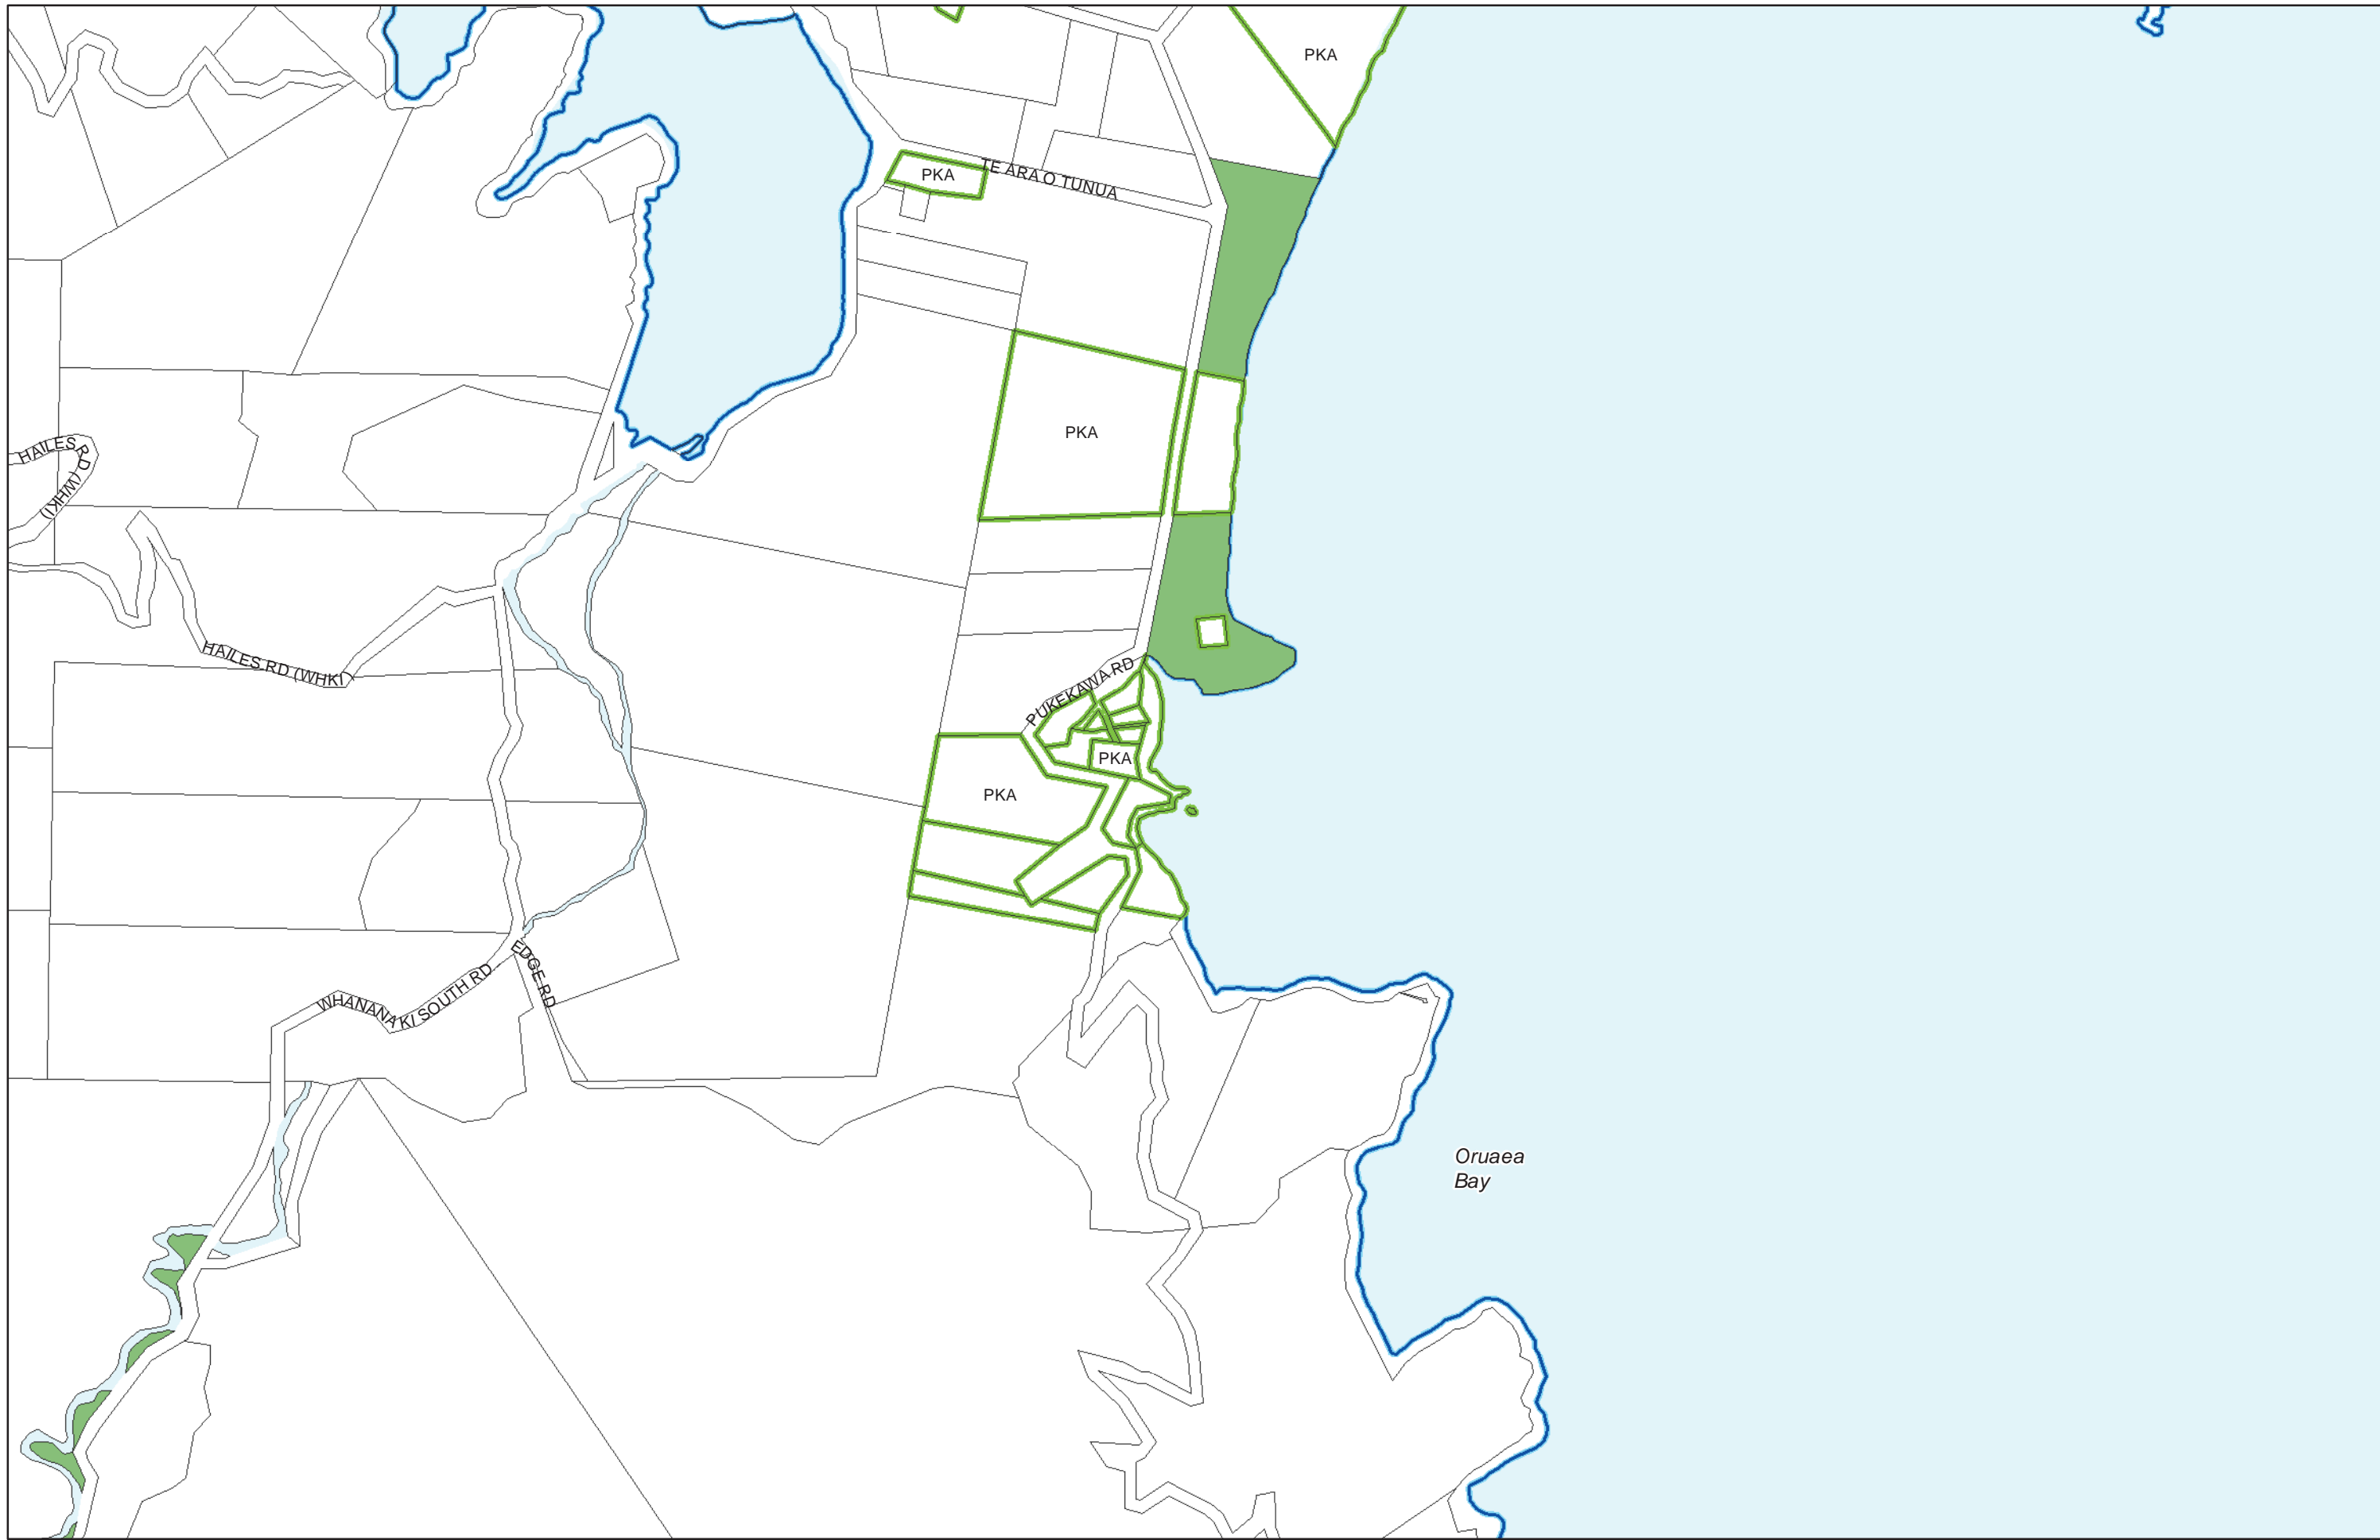 PKA
TE ARA O TUNUA
PKA
PKA
HAILES RD (WHKI)
HAILES RD (WHKI)
PUKEKAWA RD
PKA
PKA
EDGE RD
WHANANAKI SOUTH RD
Oruaea
Bay